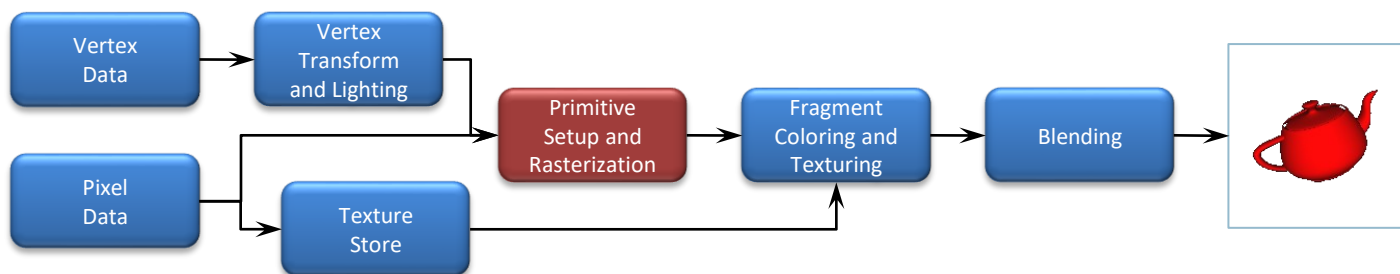 Vertex
Data
Vertex
Transform
and Lighting
Primitive
Setup and
Rasterization
Fragment
Coloring and
Texturing
Blending
Pixel
Data
Texture
Store